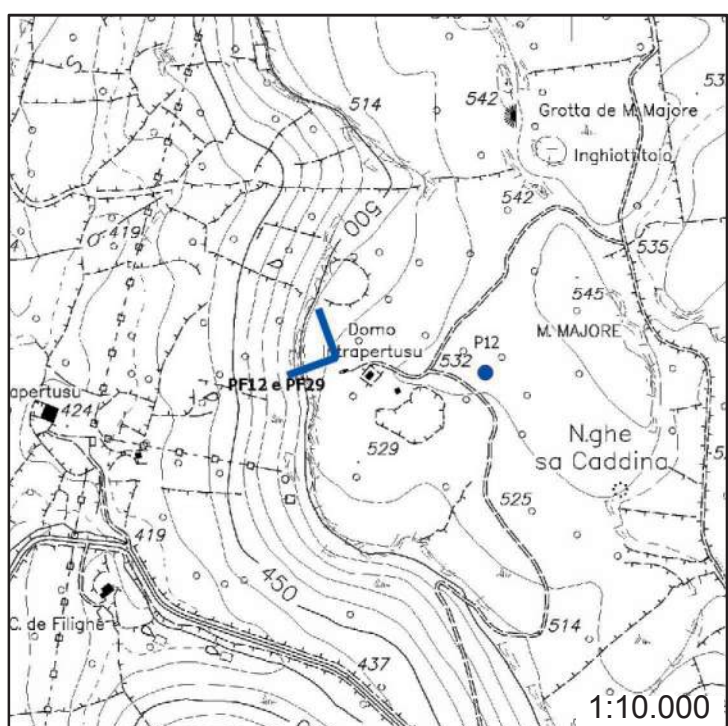 514
542
Grotta de M. Majore
Inghiottitoio
542
500
419
535
545
Domo
P12
M. MAJORE
Intrapertusu
532
PF12 e PF29
apertusu
424
N.ghe
sa Caddina
529
525
419
450
514
C. de Filighe
437
1:10.000